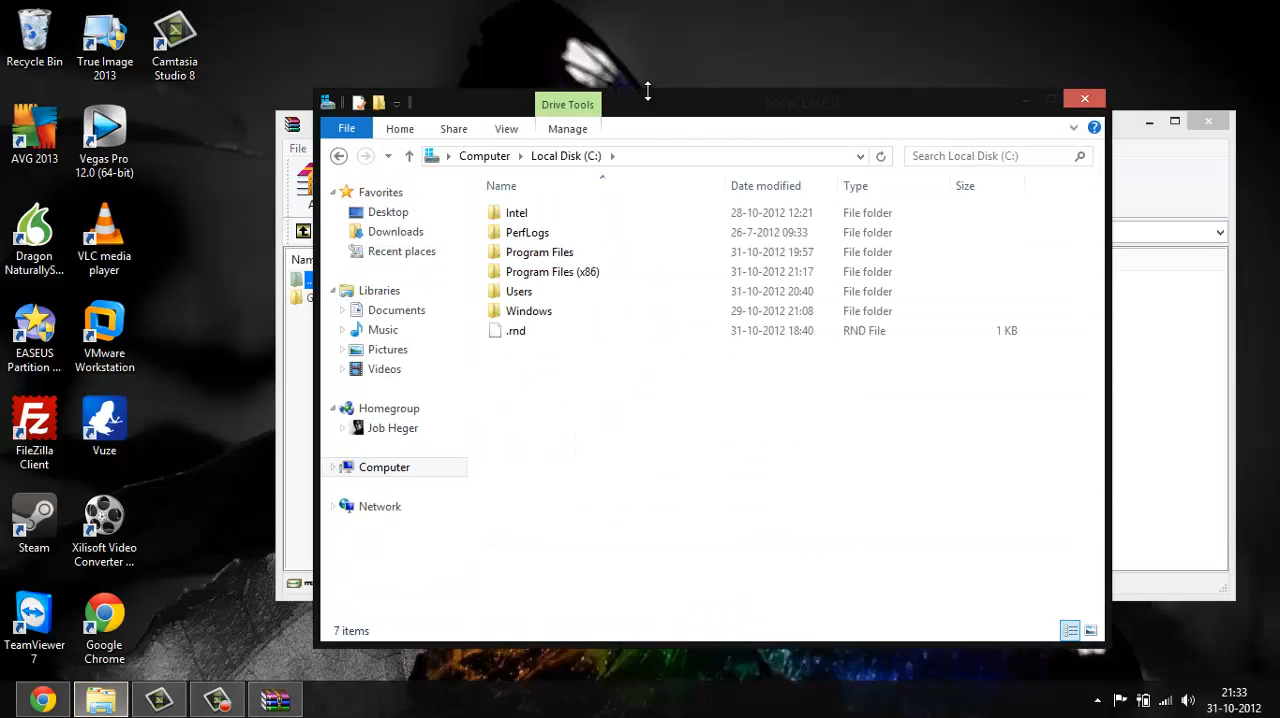 Recycle Bin
True Image
2013
Camtasia
Studio 8
AVG 2013
Vegas Pro
12.0 (64-bit)
Dragon
NaturallyS...
VLC media
player
EASEUS
Partition ...
VMware
Workstation
FileZilla
Client
Vuze
Steam
Xilisoft Video
Converter ...
TeamViewer
7
Google
Chrome
File
Nam
Drive Tools
Local Disk (C:)
File
Home
Share
View
Manage
Computer
Local Disk (C:)
Search Local Disk (C:)
Favorites
Desktop
Downloads
Recent places
Libraries
Documents
Music
Pictures
Videos
Homegroup
Job Heger
Computer
Network
Name
Date modified
Type
Size
Intel
28-10-2012 12:21
File folder
PerfLogs
26-7-2012 09:33
File folder
Program Files
31-10-2012 19:57
File folder
Program Files (x86)
31-10-2012 21:17
File folder
Users
31-10-2012 20:40
File folder
Windows
29-10-2012 21:08
File folder
.rnd
31-10-2012 18:40
RND File
1 KB
7 items
21:33
31-10-2012